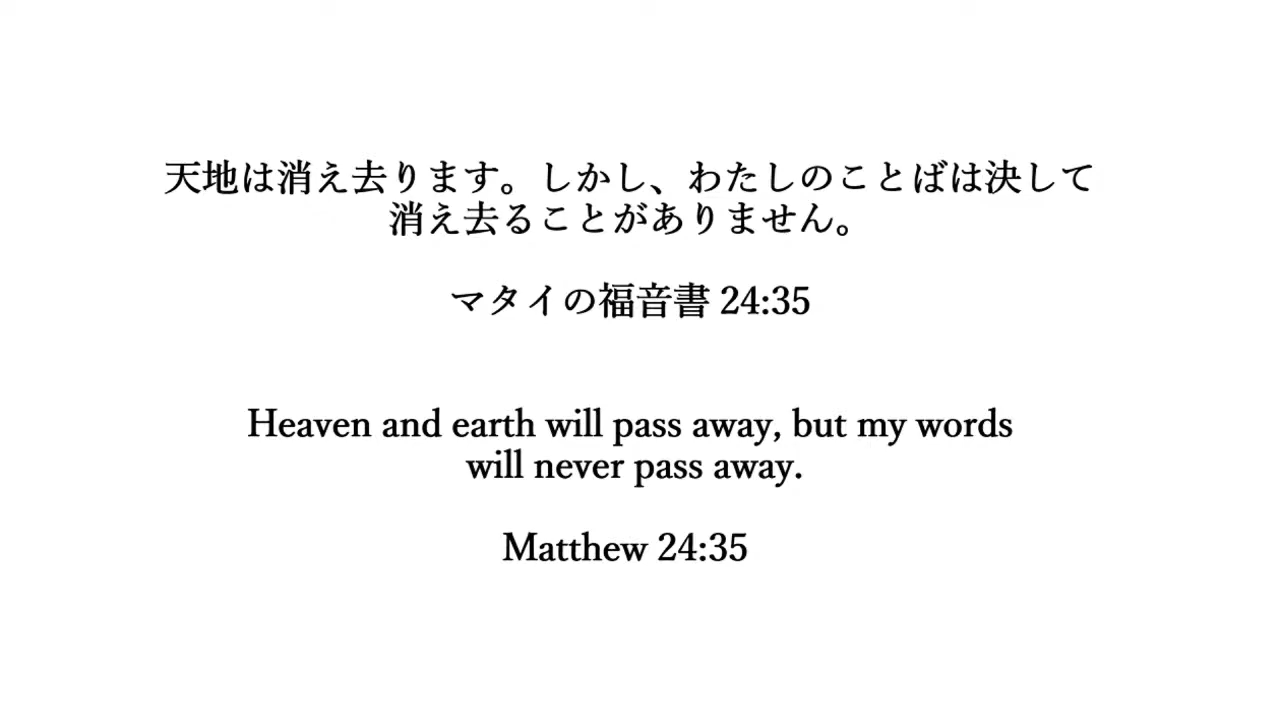 天地は消え去ります。しかし、わたしのことばは決して
消え去ることがありません。
マタイの福音書 24:35
Heaven and earth will pass away, but my words
will never pass away.
Matthew 24:35